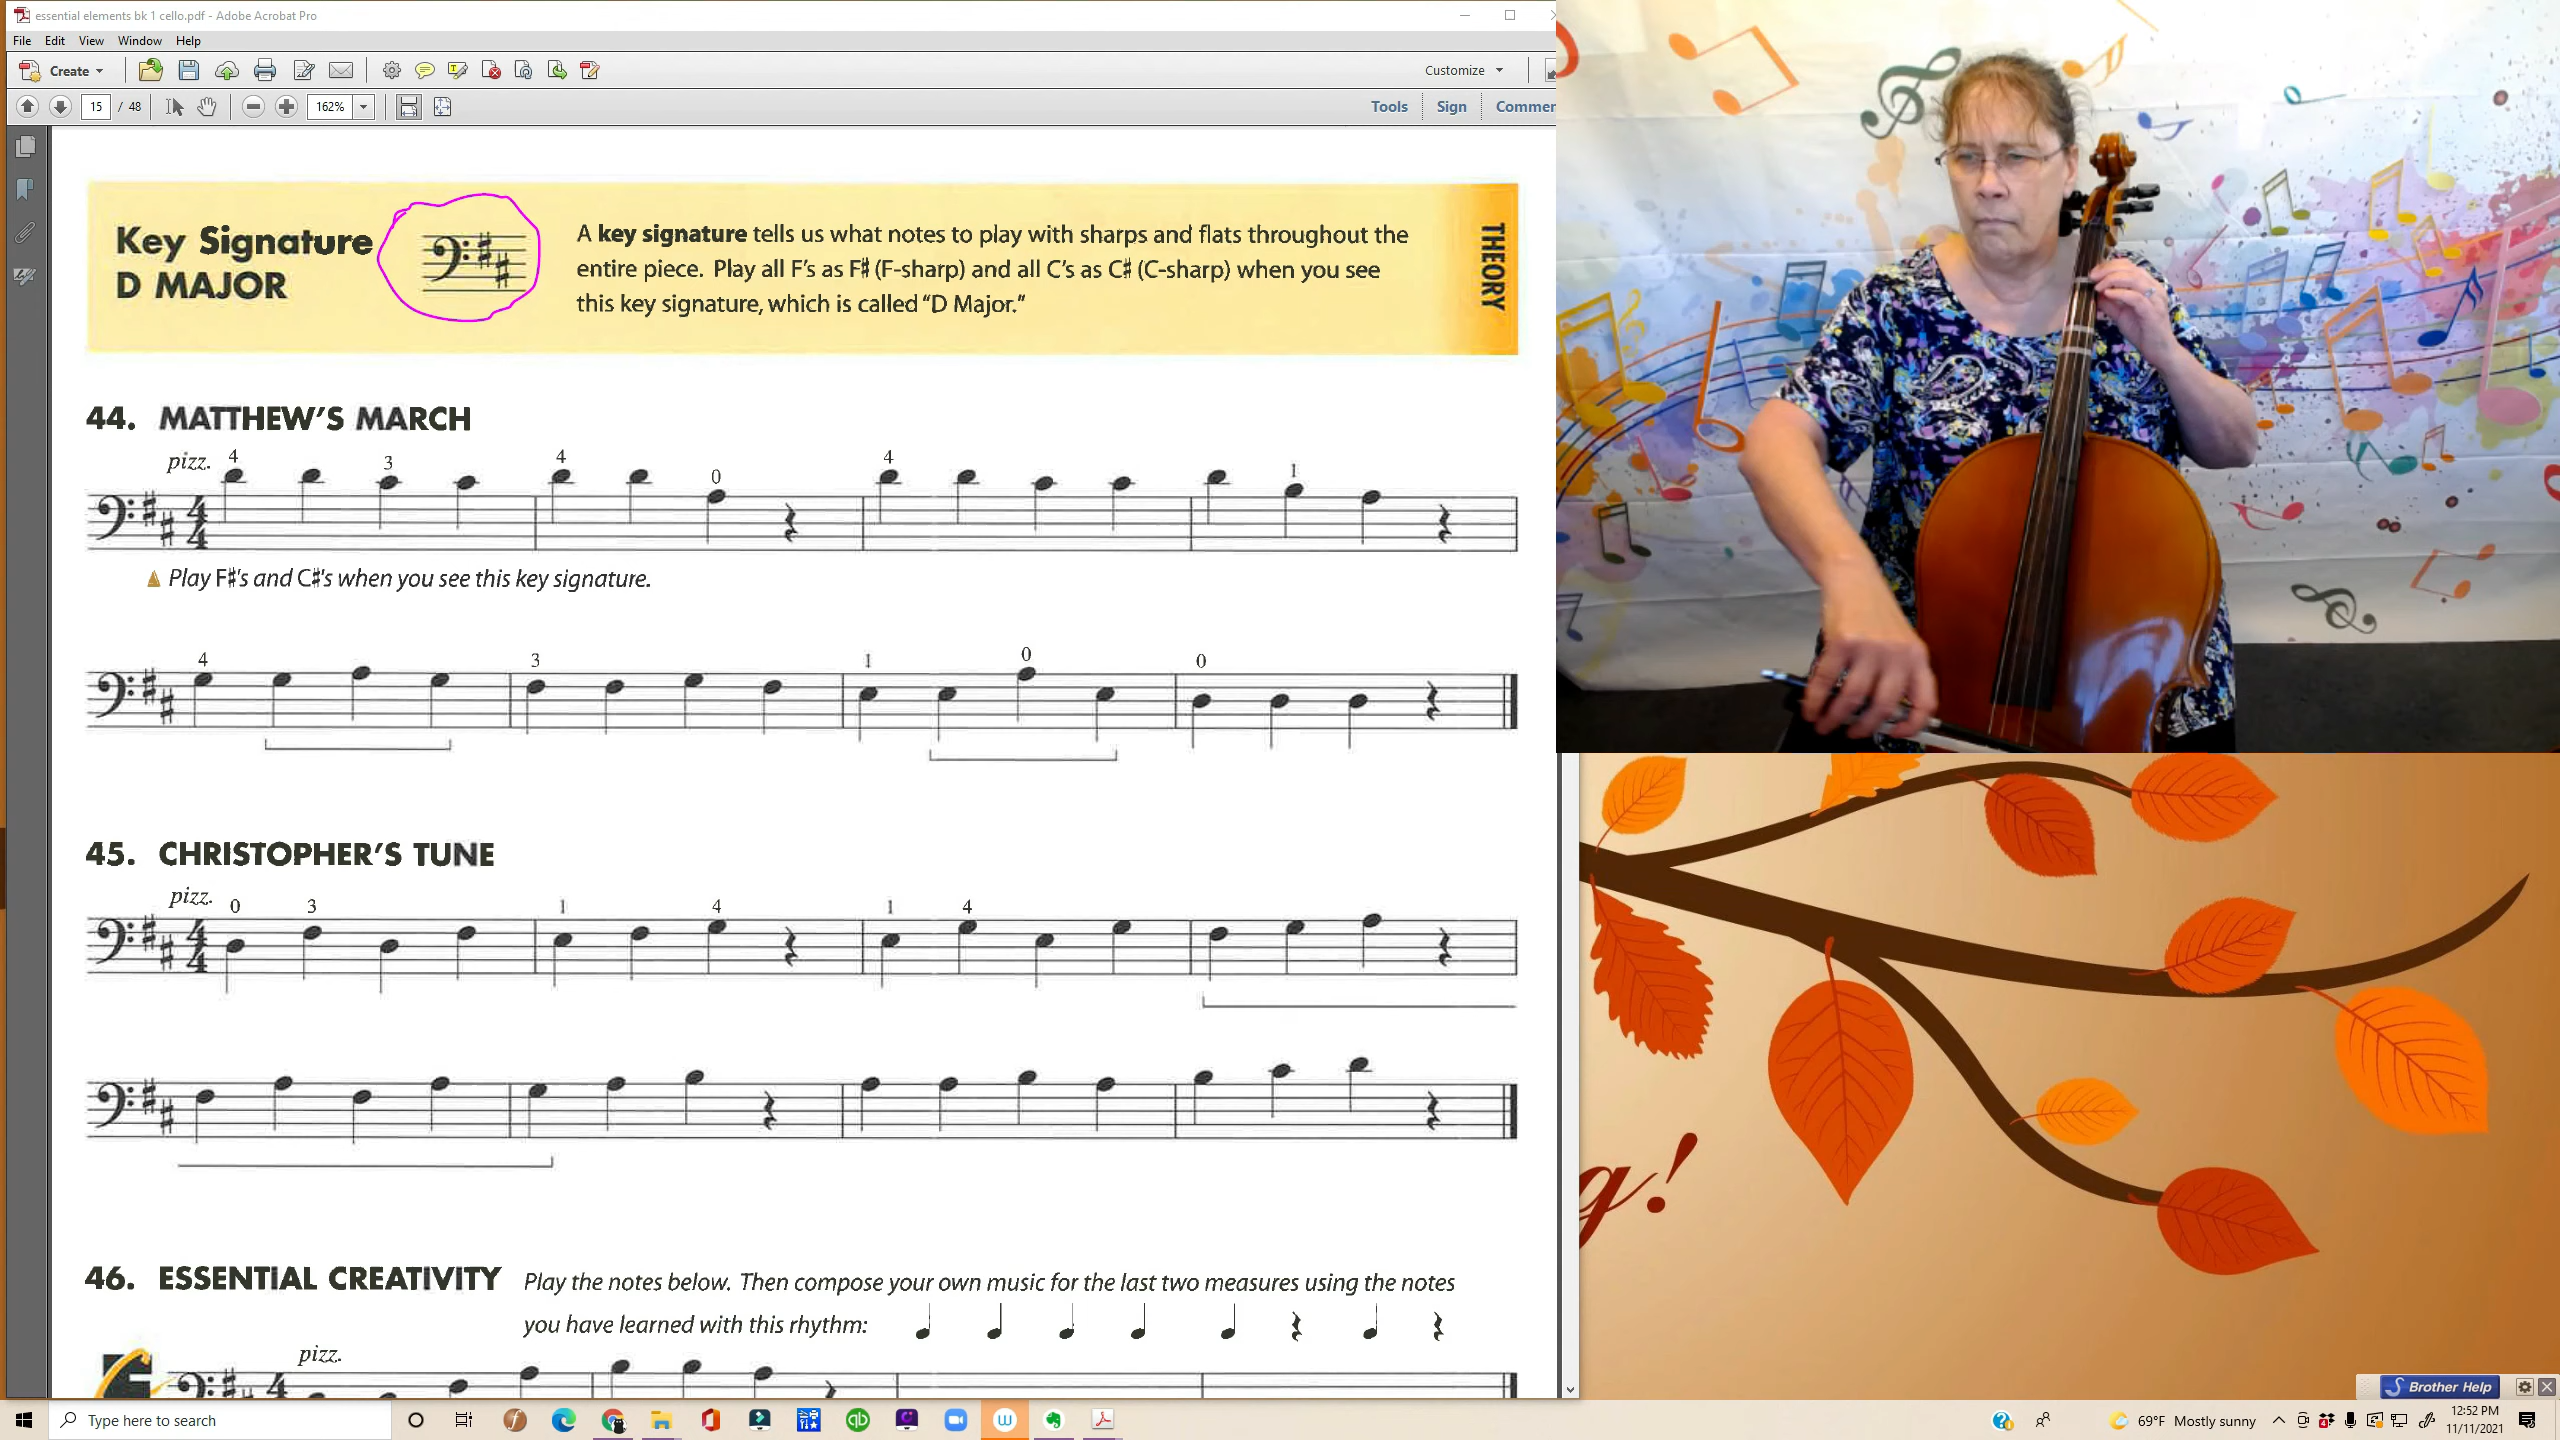 essential elements bk 1 cello.pdf - Adobe Acrobat Pro
File Edit View Window Help
Create Customize
15 / 48 162% Tools Sign Commen
Key Signature
D MAJOR
A key signature tells us what notes to play with sharps and flats throughout the
entire piece. Play all F's as F♯ (F-sharp) and all C's as C♯ (C-sharp) when you see
this key signature, which is called "D Major."
THEORY
44. MATTHEW'S MARCH
pizz. 4 3 4 0 4 1
4
4
▲ Play F♯'s and C♯'s when you see this key signature.
4 3 1 0 0
45. CHRISTOPHER'S TUNE
pizz. 0 3 1 4 1 4
4
4
46. ESSENTIAL CREATIVITY Play the notes below. Then compose your own music for the last two measures using the notes
you have learned with this rhythm:
pizz.
4
g!
Brother Help
Type here to search
69°F Mostly sunny
12:52 PM
11/11/2021